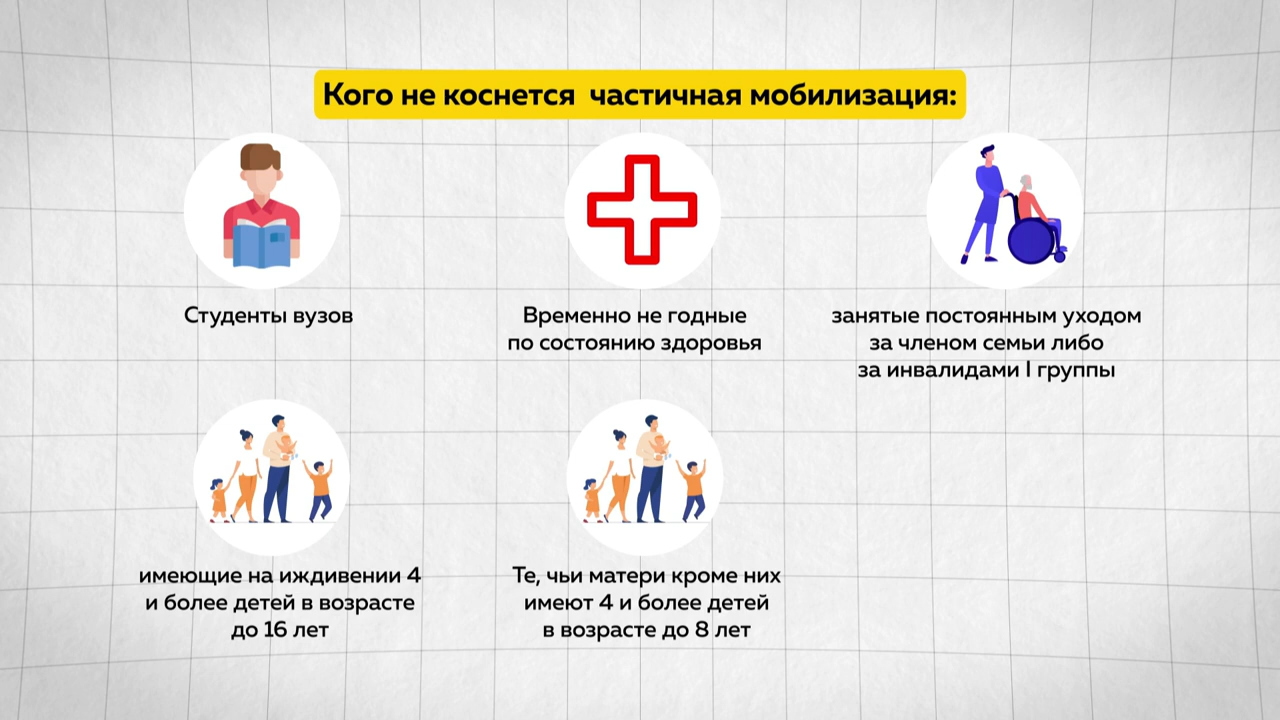 Кого не коснется частичная мобилизация:
Студенты вузов
Временно не годные
по состоянию здоровья
занятые постоянным уходом
за членом семьи либо
за инвалидами I группы
имеющие на иждивении 4
и более детей в возрасте
до 16 лет
Те, чьи матери кроме них
имеют 4 и более детей
в возрасте до 8 лет